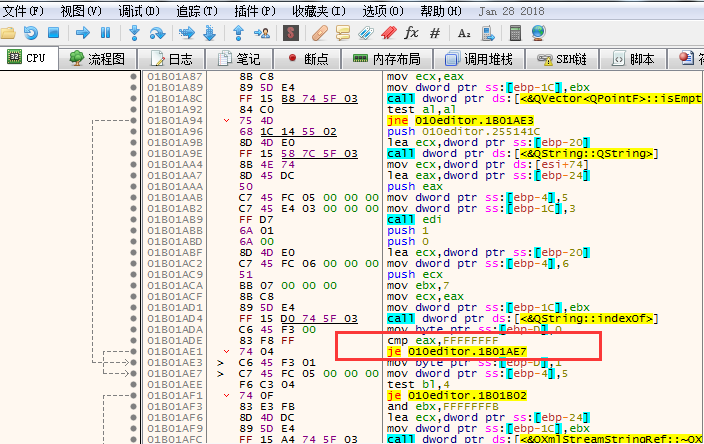 文件(F) 视图(V) 调试(D) 追踪(T) 插件(P) 收藏夹(I) 选项(O) 帮助(H) Jan 28 2018
CPU 流程图 日志 笔记 断点 内存布局 调用堆栈 SEH链 脚本
01B01A87 8B C8 mov ecx,eax
01B01A89 89 5D E4 mov dword ptr ss:[ebp-1C],ebx
01B01A8C FF 15 B8 74 5F 03 call dword ptr ds:[<&QVector<QPointF>::isEmpt
01B01A92 84 C0 test al,al
01B01A94 75 4D jne 010editor.1B01AE3
01B01A96 68 1C 14 55 02 push 010editor.255141C
01B01A9B 8D 4D E0 lea ecx,dword ptr ss:[ebp-20]
01B01A9E FF 15 58 7C 5F 03 call dword ptr ds:[<&QString::QString>]
01B01AA4 8B 4E 74 mov ecx,dword ptr ds:[esi+74]
01B01AA7 8D 45 DC lea eax,dword ptr ss:[ebp-24]
01B01AAA 50 push eax
01B01AAB C7 45 FC 05 00 00 00 mov dword ptr ss:[ebp-4],5
01B01AB2 C7 45 E4 03 00 00 00 mov dword ptr ss:[ebp-1C],3
01B01AB9 FF D7 call edi
01B01ABB 6A 01 push 1
01B01ABD 6A 00 push 0
01B01ABF 8D 4D E0 lea ecx,dword ptr ss:[ebp-20]
01B01AC2 C7 45 FC 06 00 00 00 mov dword ptr ss:[ebp-4],6
01B01AC9 51 push ecx
01B01ACA BB 07 00 00 00 mov ebx,7
01B01ACF 8B C8 mov ecx,eax
01B01AD1 89 5D E4 mov dword ptr ss:[ebp-1C],ebx
01B01AD4 FF 15 D0 74 5F 03 call dword ptr ds:[<&QString::indexOf>]
01B01ADA C6 45 F3 00 mov byte ptr ss:[ebp-D],0
01B01ADE 83 F8 FF cmp eax,FFFFFFFF
01B01AE1 74 04 je 010editor.1B01AE7
01B01AE3 C6 45 F3 01 mov byte ptr ss:[ebp-D],1
01B01AE7 C7 45 FC 05 00 00 00 mov dword ptr ss:[ebp-4],5
01B01AEE F6 C3 04 test bl,4
01B01AF1 74 0F je 010editor.1B01B02
01B01AF3 83 E3 FB and ebx,FFFFFFFB
01B01AF6 8D 4D DC lea ecx,dword ptr ss:[ebp-24]
01B01AF9 89 5D E4 mov dword ptr ss:[ebp-1C],ebx
01B01AFC FF 15 A4 74 5F 03 call dword ptr ds:[<&QXmlStreamStringRef::~QX